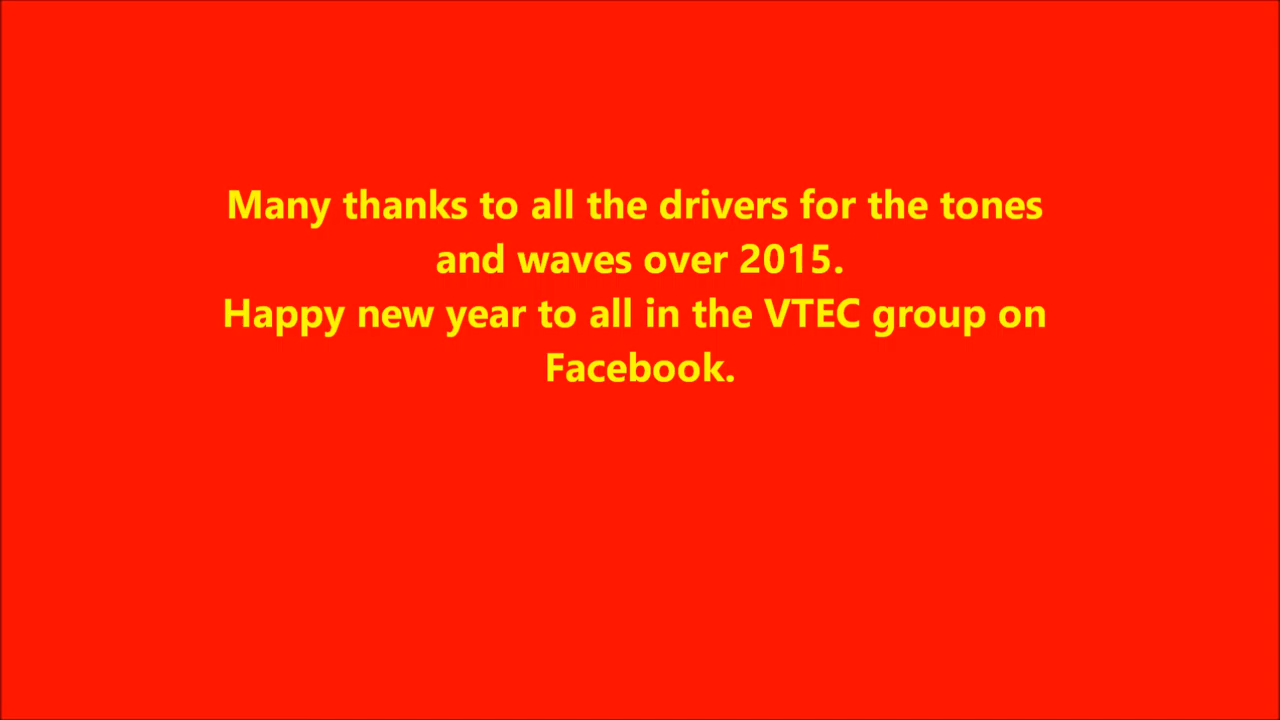 Many thanks to all the drivers for the tones
and waves over 2015.
Happy new year to all in the VTEC group on
Facebook.